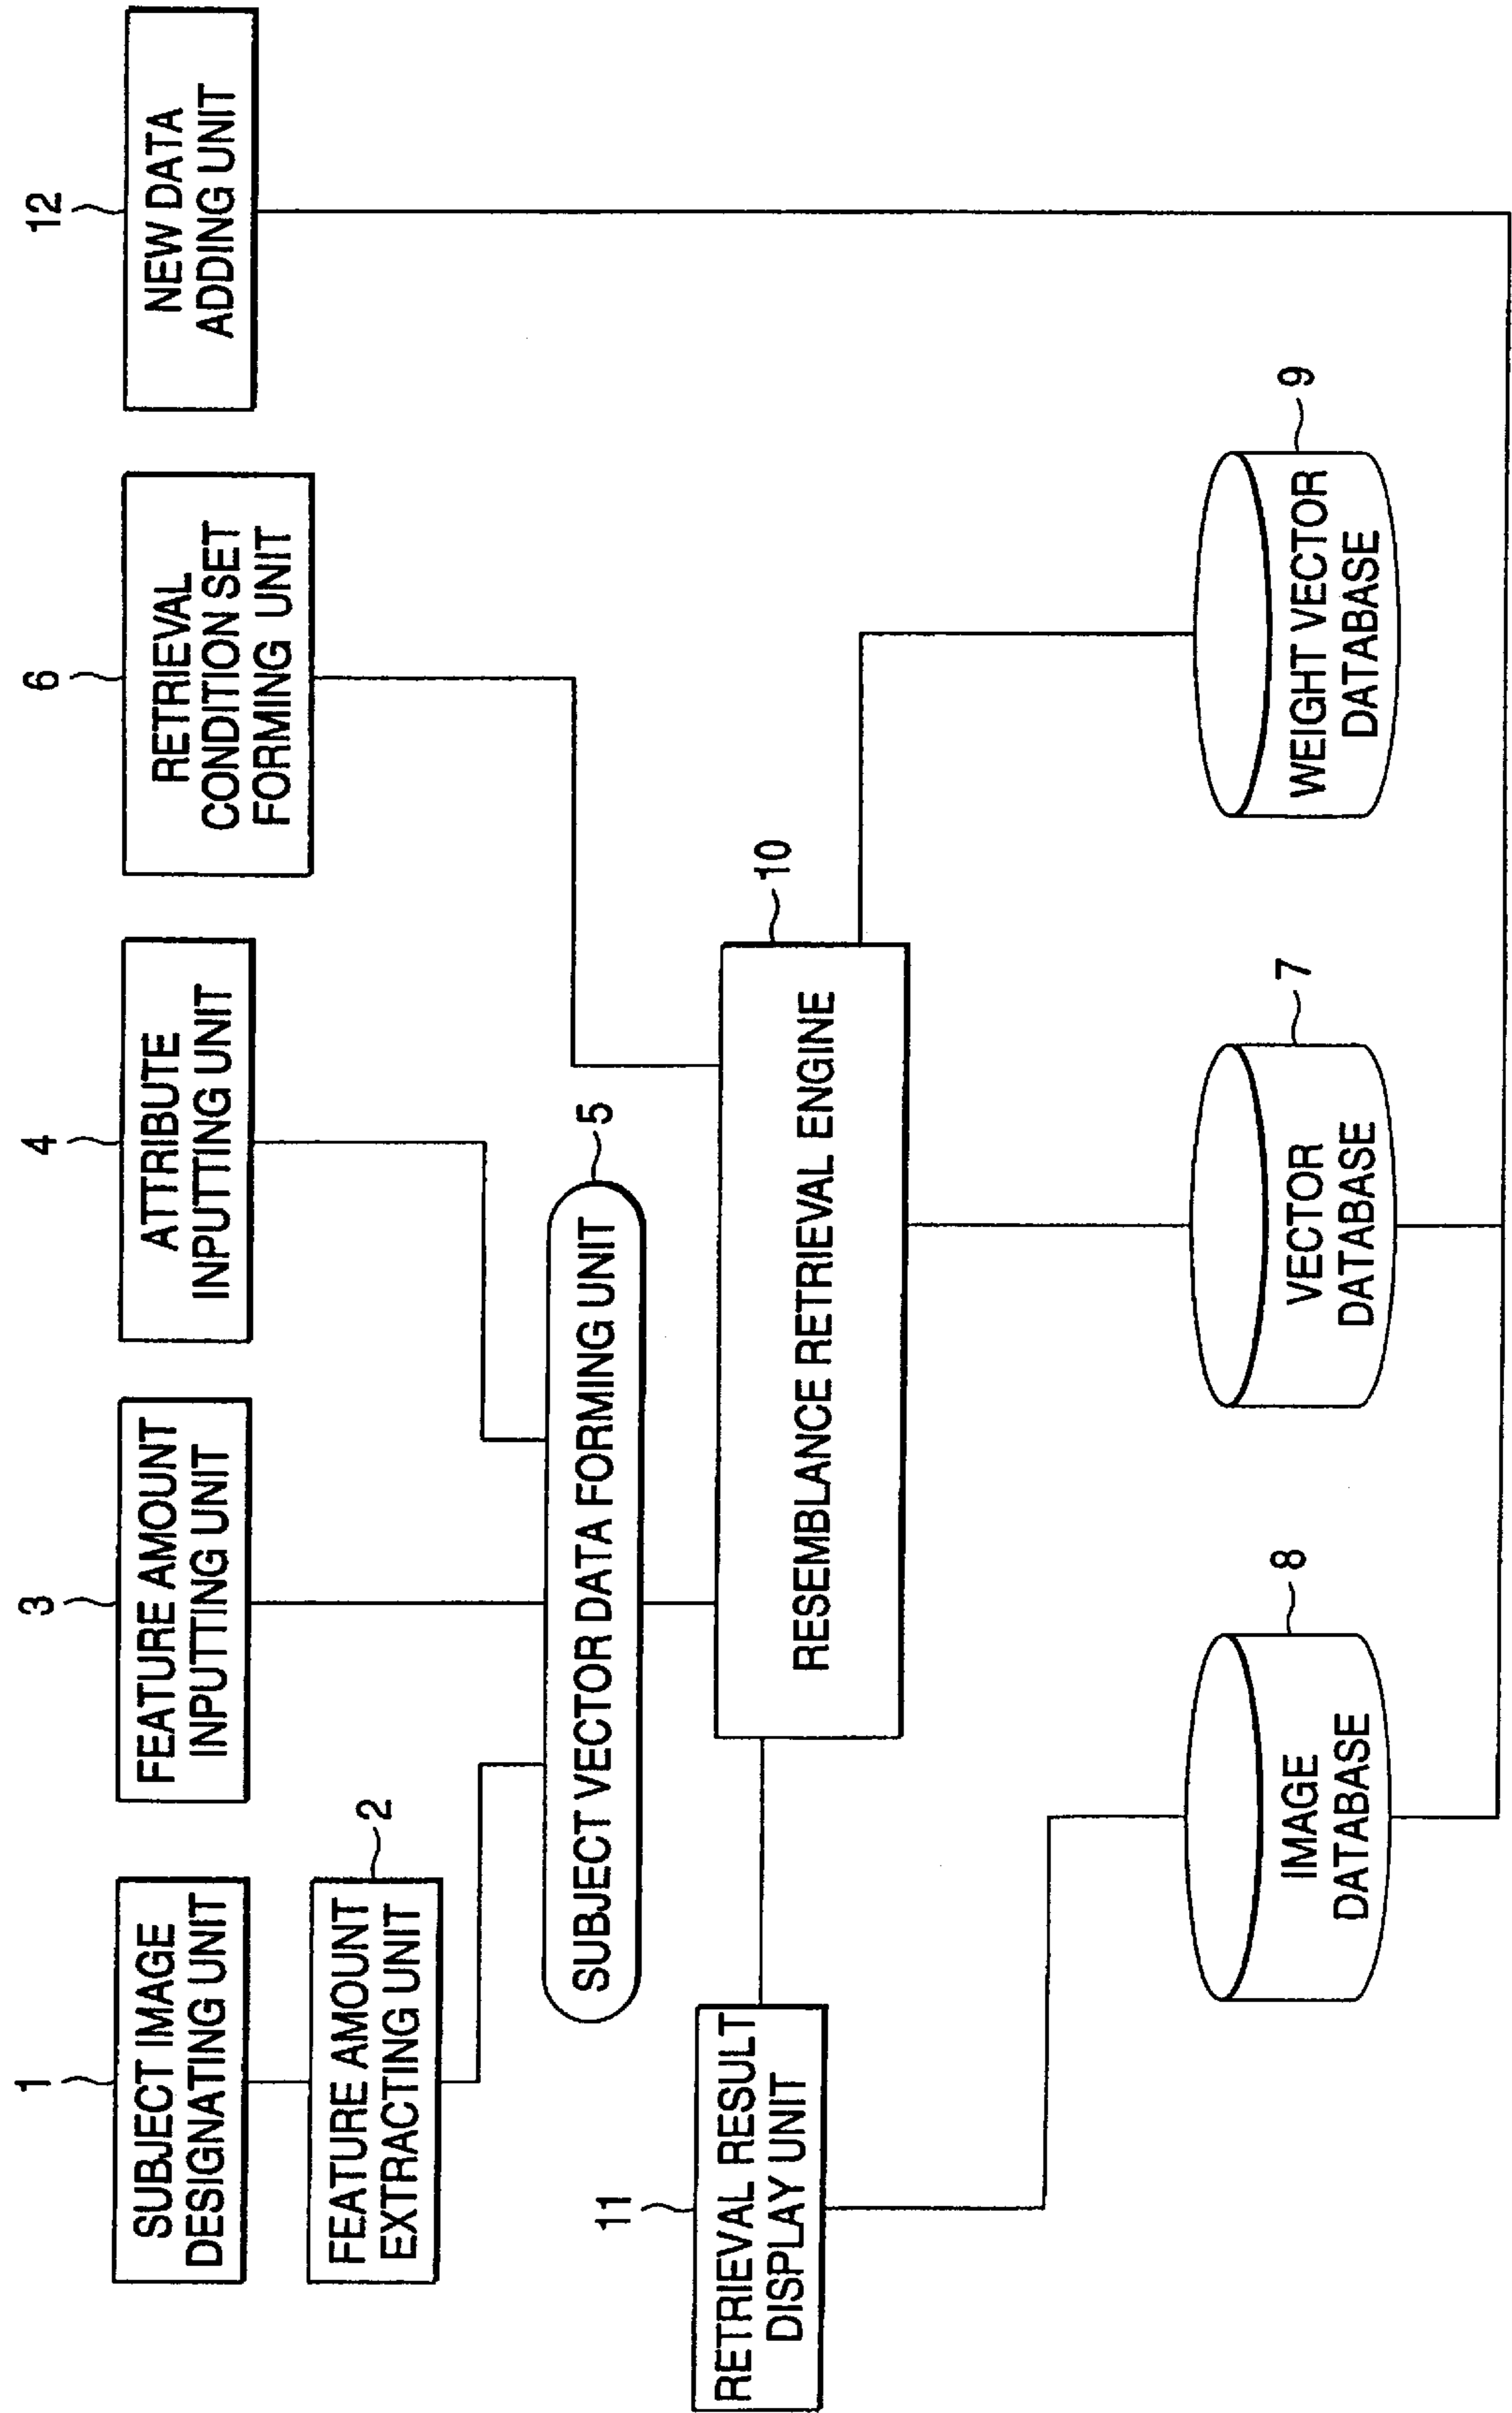 1
SUBJECT IMAGE
DESIGNATING UNIT
2
FEATURE AMOUNT
EXTRACTING UNIT
3
FEATURE AMOUNT
INPUTTING UNIT
4
ATTRIBUTE
INPUTTING UNIT
6
RETRIEVAL
CONDITION SET
FORMING UNIT
12
NEW DATA
ADDING UNIT
SUBJECT VECTOR DATA FORMING UNIT
5
11
RETRIEVAL RESULT
DISPLAY UNIT
RESEMBLANCE RETRIEVAL ENGINE
10
8
IMAGE
DATABASE
7
VECTOR
DATABASE
9
WEIGHT VECTOR
DATABASE